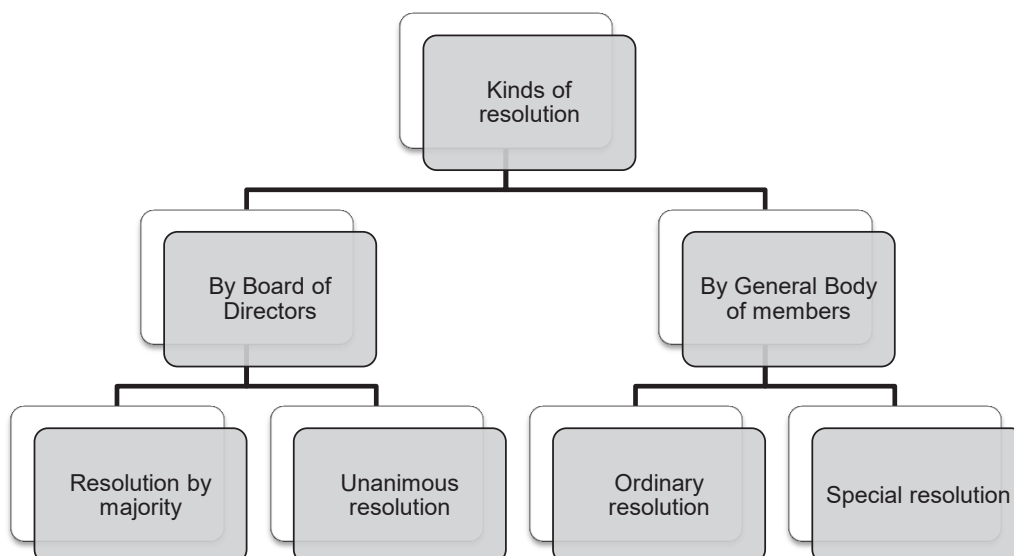 Kinds of
resolution
By Board of
Directors
By General Body
of members
Resolution by
majority
Unanimous
resolution
Ordinary
resolution
Special resolution